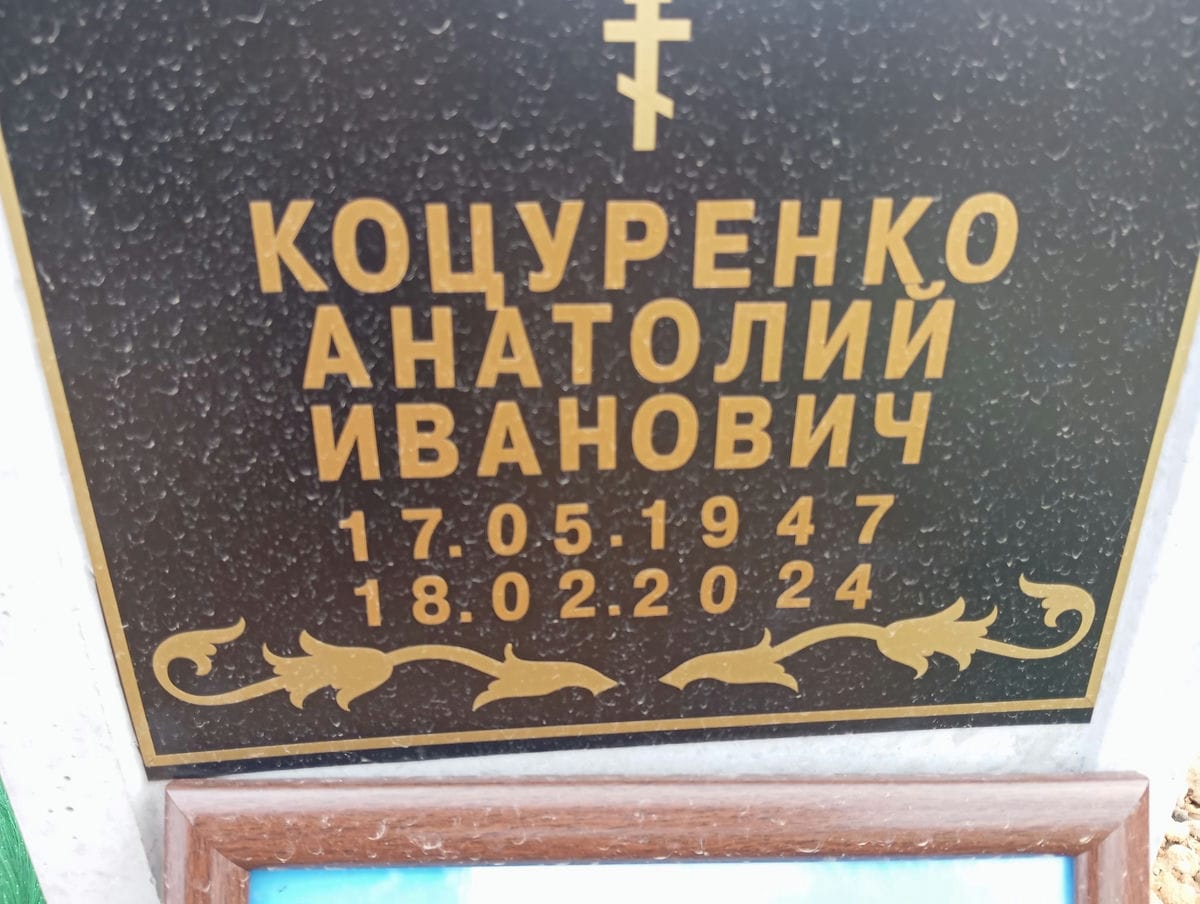 КОЦУРЕНКО
АНАТОЛИЙ
ИВАНОВИЧ
17.05.1947
18.02.2024